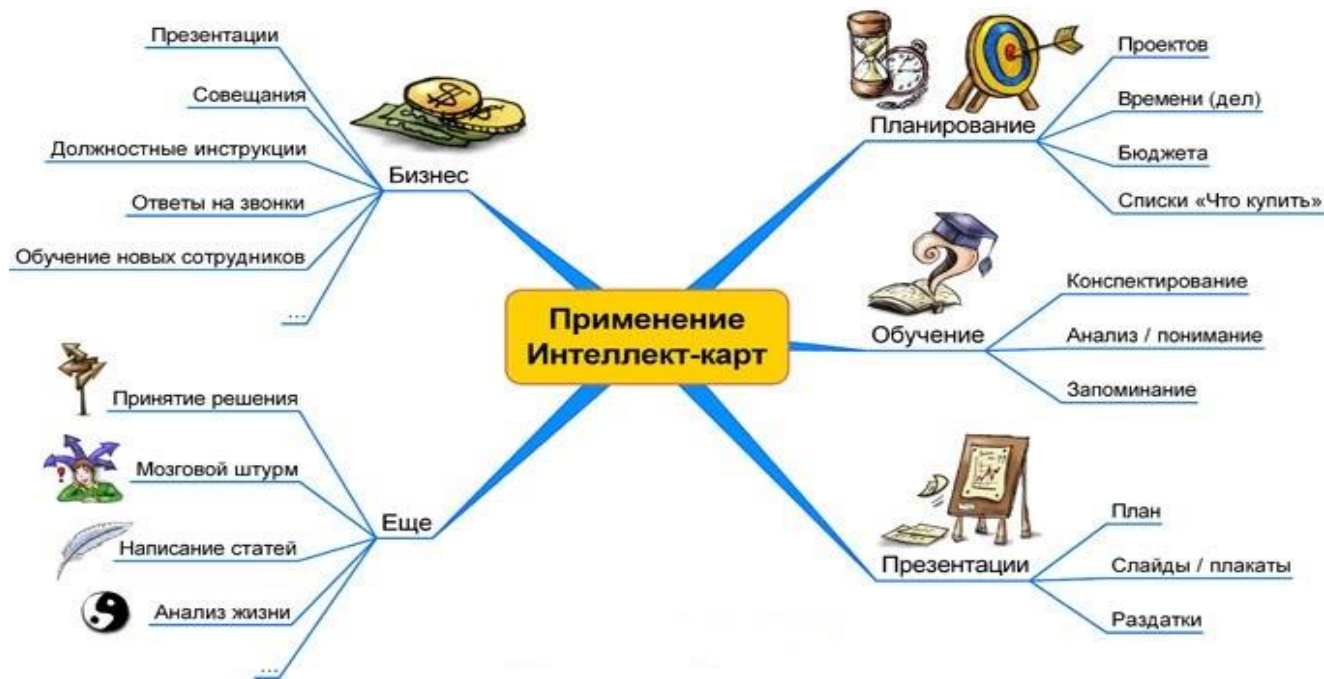 Применение
Интеллект-карт
Планирование
Проектов
Времени (дел)
Бюджета
Списки «Что купить»
Обучение
Конспектирование
Анализ / понимание
Запоминание
Презентации
План
Слайды / плакаты
Раздатки
Бизнес
Презентации
Совещания
Должностные инструкции
Ответы на звонки
Обучение новых сотрудников
...
Еще
Принятие решения
Мозговой штурм
Написание статей
Анализ жизни
...